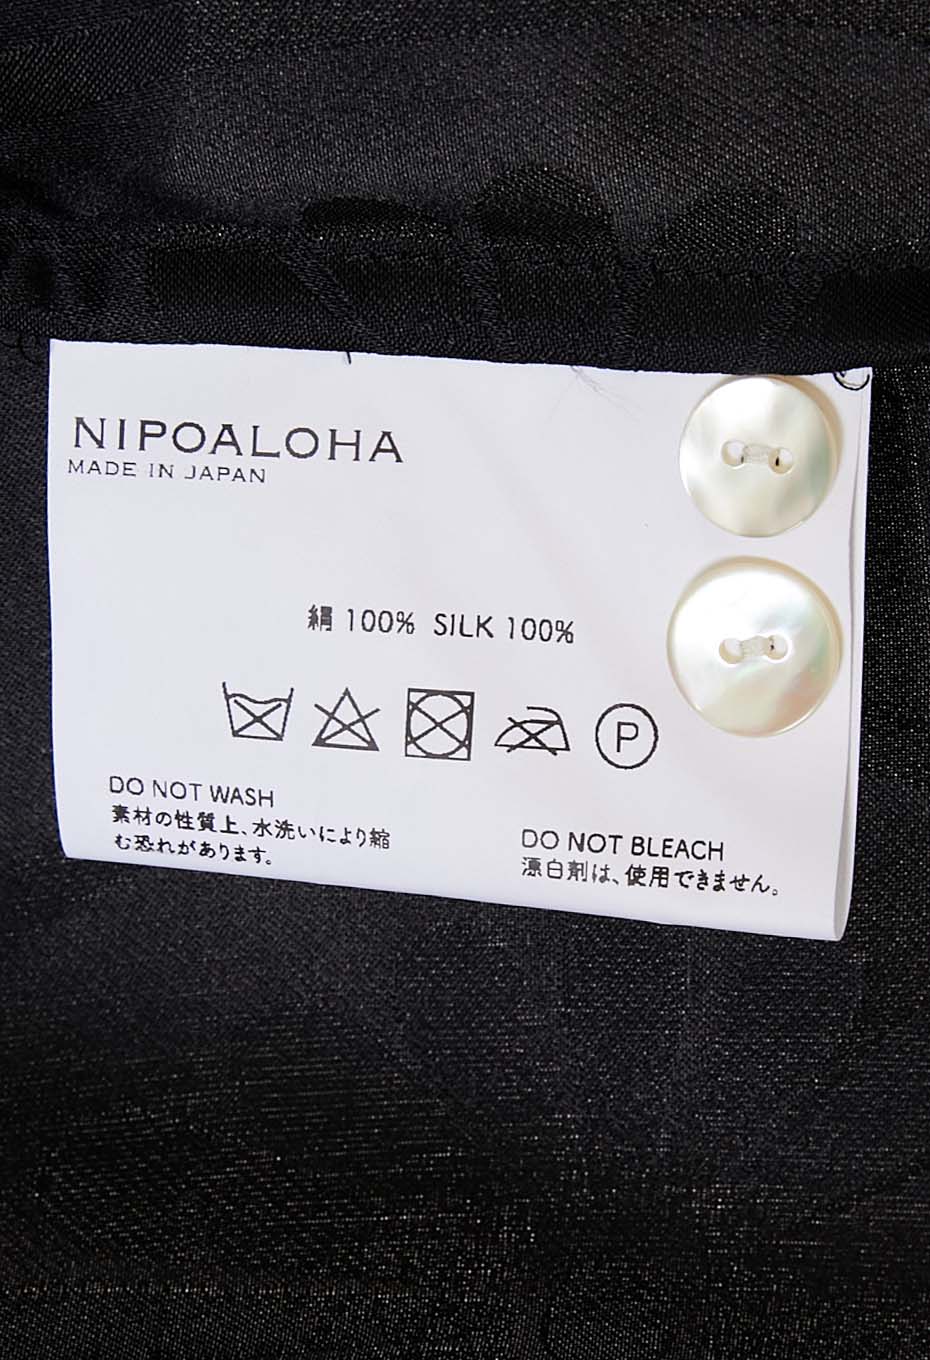 NIPOALOHA
MADE IN JAPAN
絹 100% SILK 100%
P
DO NOT WASH
素材の性質上、水洗いにより縮
む恐れがあります。
DO NOT BLEACH
漂白剤は、使用できません。